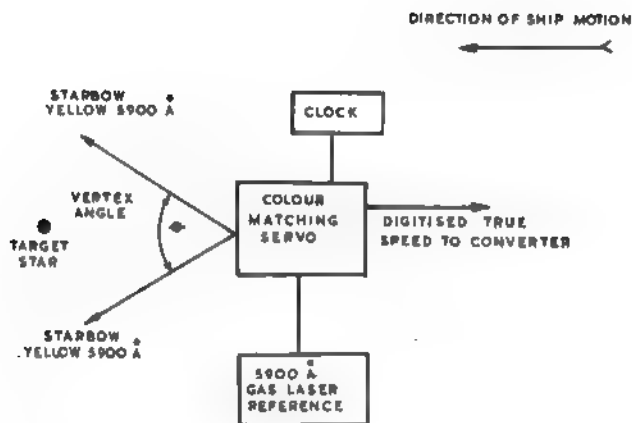 DIRECTION OF SHIP MOTION
STARBOW
YELLOW 5900 Å
CLOCK
VERTEX
ANGLE
ϕ
COLOUR
MATCHING
SERVO
TARGET
STAR
DIGITISED TRUE
SPEED TO CONVERTER
STARBOW
YELLOW 5900 Å
5900 Å
GAS LASER
REFERENCE